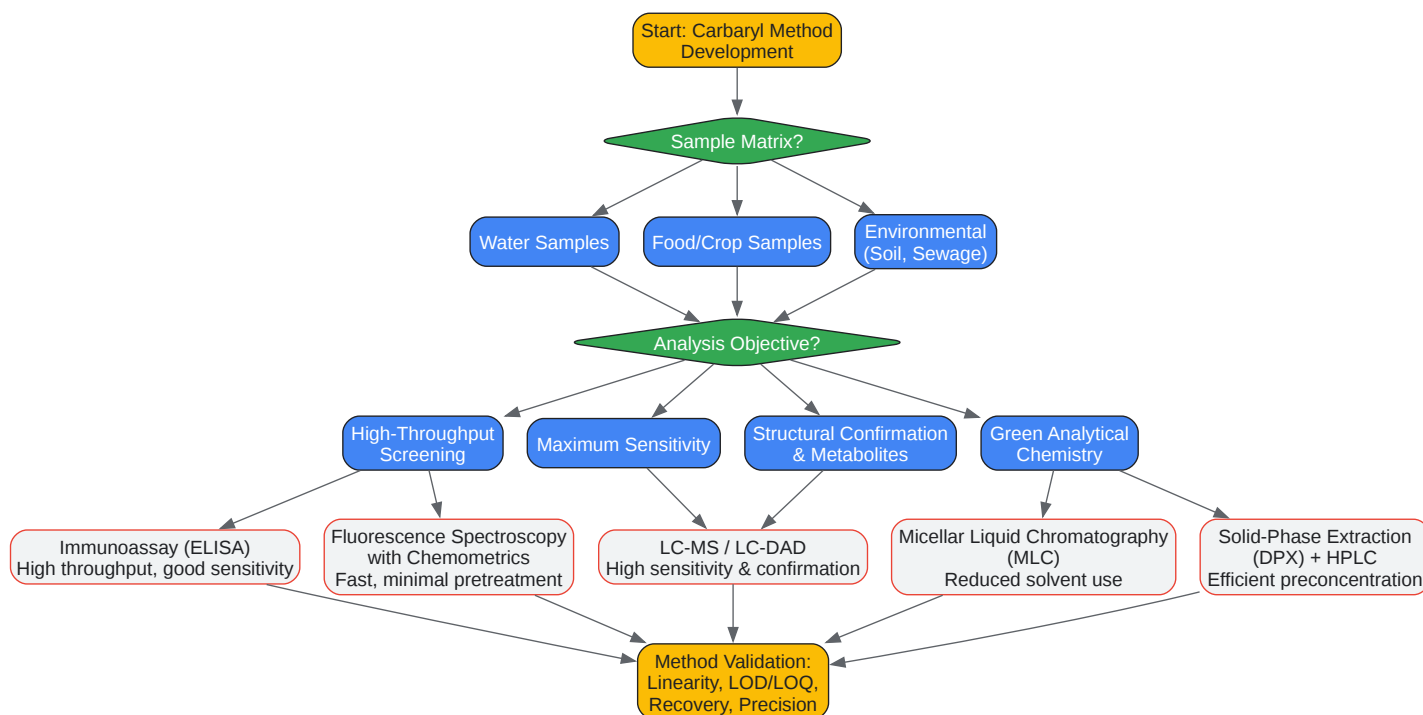 Start: Carbaryl Method
Development
Sample Matrix?
Water Samples
Food/Crop Samples
Environmental
(Soil, Sewage)
Analysis Objective?
High-Throughput
Screening
Maximum Sensitivity
Structural Confirmation
& Metabolites
Green Analytical
Chemistry
Immunoassay (ELISA)
High throughput, good sensitivity
Fluorescence Spectroscopy
with Chemometrics
Fast, minimal pretreatment
LC-MS / LC-DAD
High sensitivity & confirmation
Micellar Liquid Chromatography
(MLC)
Reduced solvent use
Solid-Phase Extraction
(DPX) + HPLC
Efficient preconcentration
Method Validation:
Linearity, LOD/LOQ,
Recovery, Precision